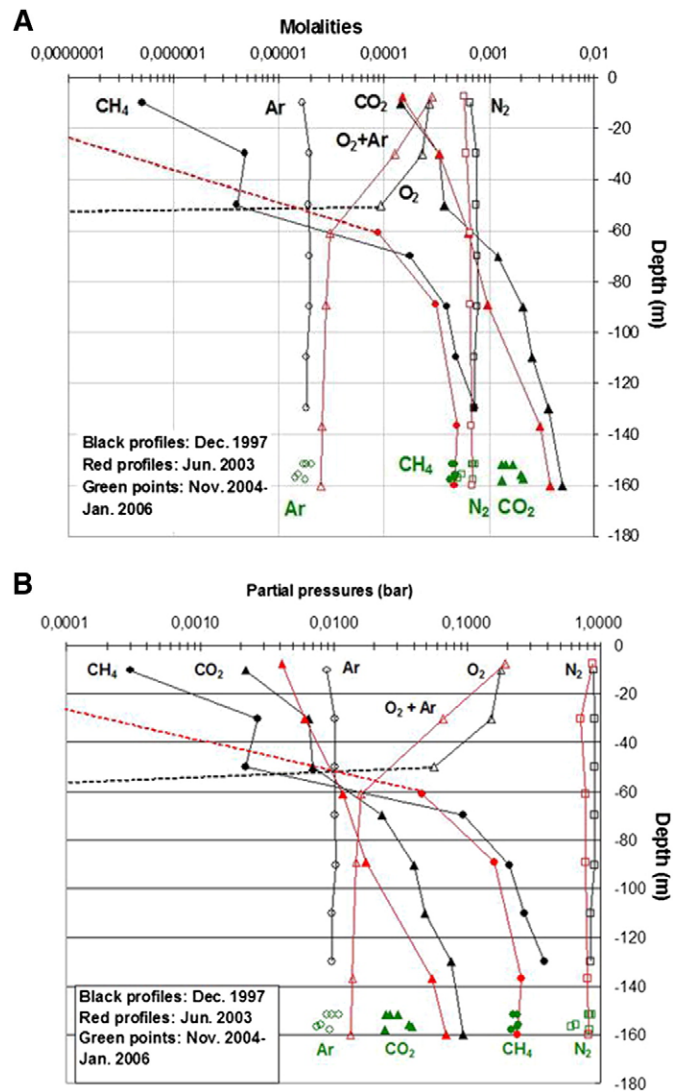 A
Molalities
0,0000001 0,000001 0,00001 0,0001 0,001 0,01
0
-20
-40
-60
-80
-100
-120
-140
-160
-180
Depth (m)
CH4 Ar CO2 N2
O2+Ar
O2
Black profiles: Dec. 1997
Red profiles: Jun. 2003
Green points: Nov. 2004-
Jan. 2006
CH4
Ar N2 CO2
B
Partial pressures (bar)
0,0001 0,0010 0,0100 0,1000 1,0000
0
-20
-40
-60
-80
-100
-120
-140
-160
-180
Depth (m)
CH4 CO2 Ar O2 N2
O2 + Ar
Black profiles: Dec. 1997
Red profiles: Jun. 2003
Green points: Nov. 2004-
Jan. 2006
Ar CO2 CH4 N2